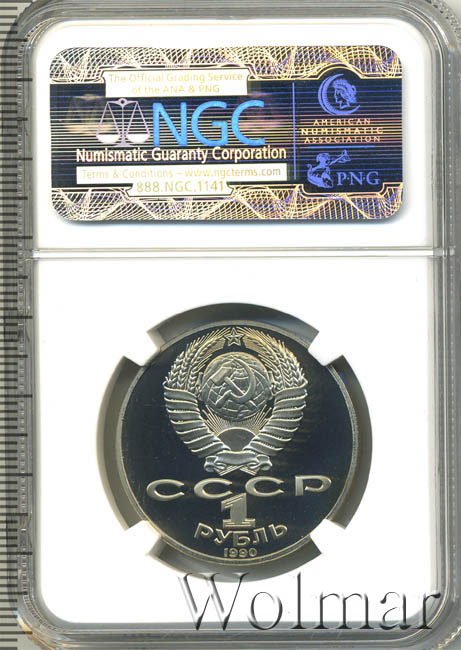 The Official Grading Service
of the ANA & PNG
NGC
Numismatic Guaranty Corporation
Terms & Conditions – www.ngcterms.com
888.NGC.1141
AMERICAN
NUMISMATIC
ASSOCIATION
PNG
СССР
1
РУБЛЬ
1990
Wolmar